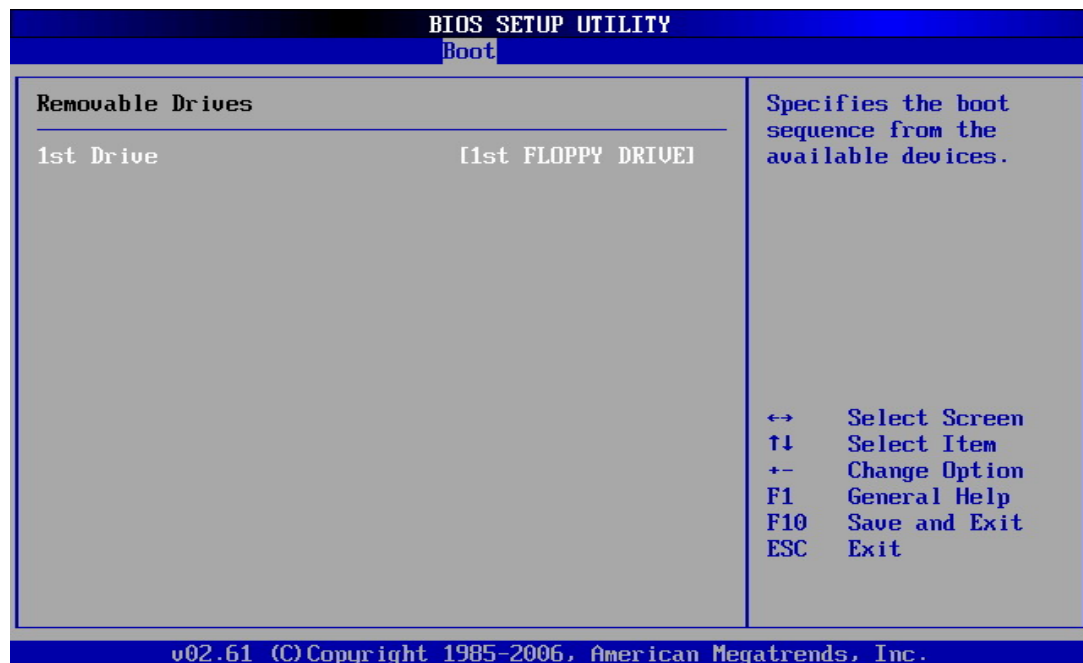 BIOS SETUP UTILITY
Boot
Removable Drives
1st Drive [1st FLOPPY DRIVE]
Specifies the boot
sequence from the
available devices.
←→ Select Screen
↑↓ Select Item
+- Change Option
F1 General Help
F10 Save and Exit
ESC Exit
v02.61 (C)Copyright 1985-2006, American Megatrends, Inc.